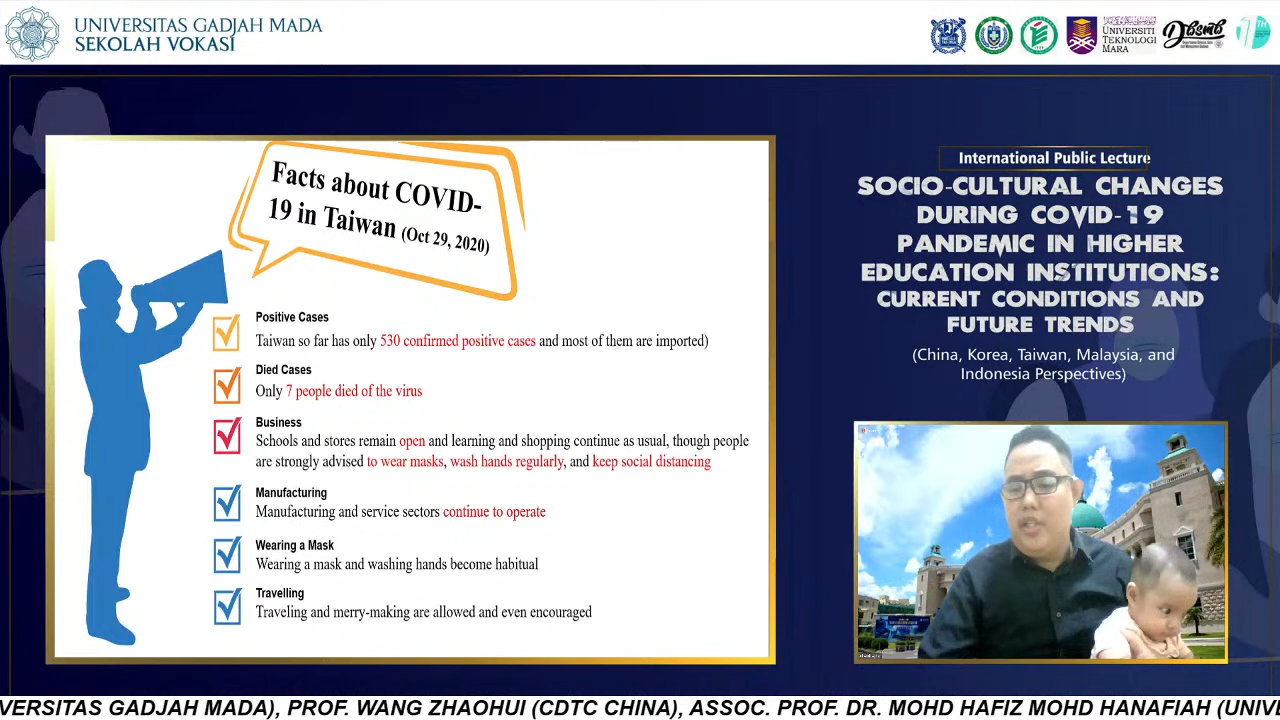 UNIVERSITAS GADJAH MADA
SEKOLAH VOKASI
UNIVERSITI
TEKNOLOGI
MARA
Facts about COVID-
19 in Taiwan (Oct 29, 2020)
Positive Cases
Taiwan so far has only 530 confirmed positive cases and most of them are imported)
Died Cases
Only 7 people died of the virus
Business
Schools and stores remain open and learning and shopping continue as usual, though people
are strongly advised to wear masks, wash hands regularly, and keep social distancing
Manufacturing
Manufacturing and service sectors continue to operate
Wearing a Mask
Wearing a mask and washing hands become habitual
Travelling
Traveling and merry-making are allowed and even encouraged
International Public Lecture
SOCIO-CULTURAL CHANGES
DURING COVID-19
PANDEMIC IN HIGHER
EDUCATION INSTITUTIONS:
CURRENT CONDITIONS AND
FUTURE TRENDS
(China, Korea, Taiwan, Malaysia, and
Indonesia Perspectives)
VERSITAS GADJAH MADA), PROF. WANG ZHAOHUI (CDTC CHINA), ASSOC. PROF. DR. MOHD HAFIZ MOHD HANAFIAH (UNIVE